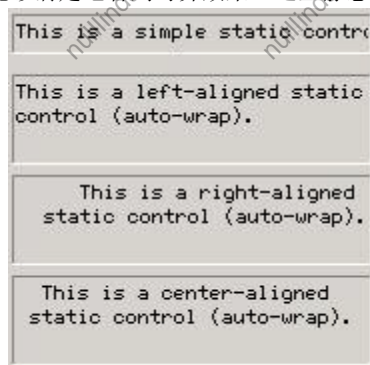 This is a simple static contro
This is a left-aligned static
control (auto-wrap).
This is a right-aligned
static control (auto-wrap).
This is a center-aligned
static control (auto-wrap).